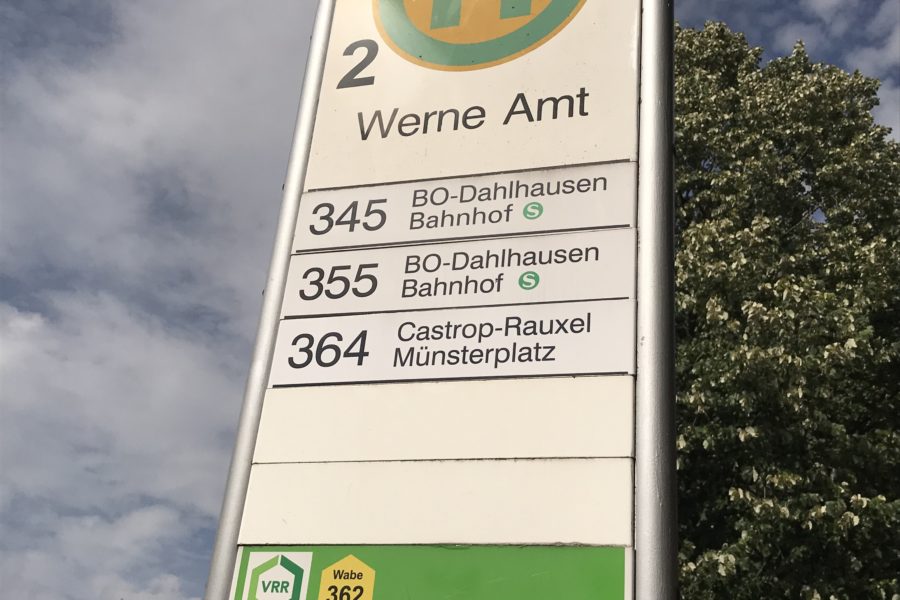 H
2
Werne Amt
345 BO-Dahlhausen
Bahnhof S
355 BO-Dahlhausen
Bahnhof S
364 Castrop-Rauxel
Münsterplatz
VRR
Wabe
362